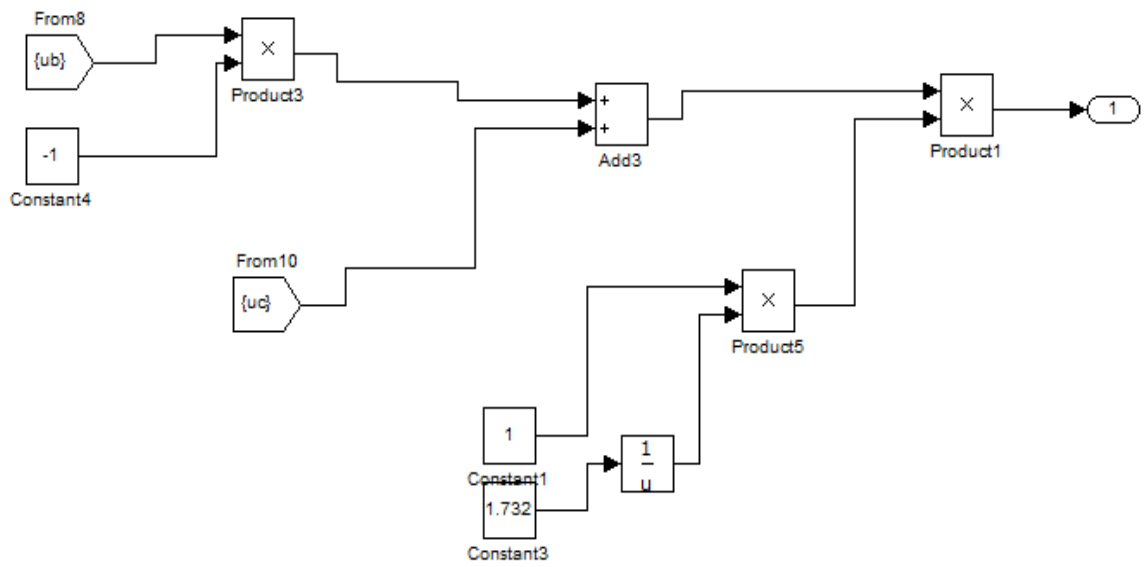 From8
{ub}
×
Product3
-1
Constant4
+
+
Add3
×
Product1
1
From10
{uc}
×
Product5
1
Constant1
1
u
1.732
Constant3